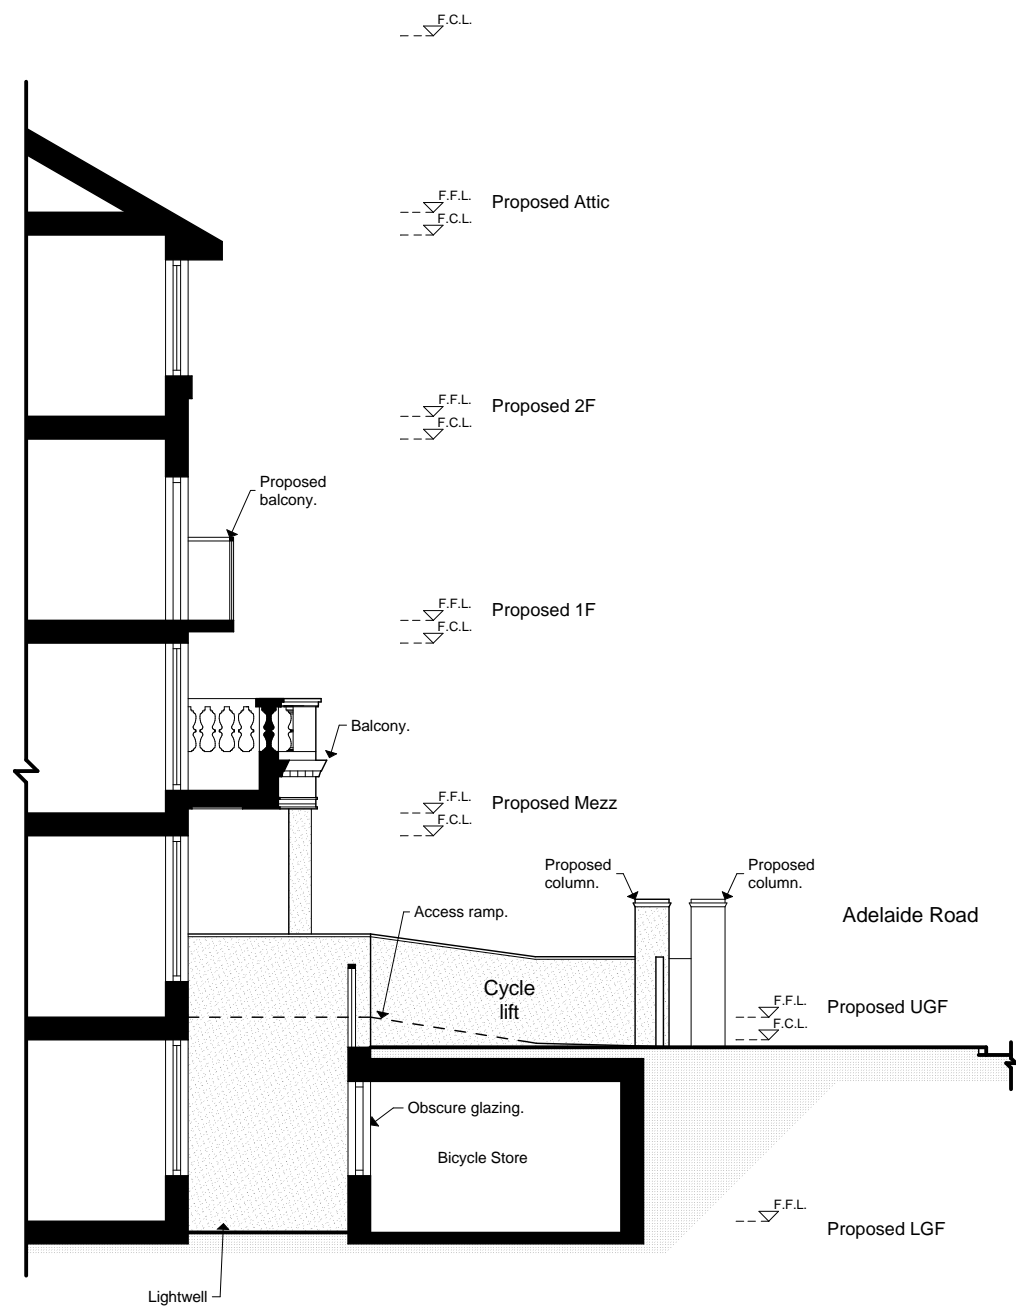 F.C.L.
F.F.L.
Proposed Attic
F.C.L.
F.F.L.
Proposed 2F
F.C.L.
Proposed
balcony.
F.F.L.
Proposed 1F
F.C.L.
Balcony.
F.F.L.
Proposed Mezz
F.C.L.
Proposed
column.
Proposed
column.
Access ramp.
Adelaide Road
Cycle
lift
F.F.L.
Proposed UGF
F.C.L.
Obscure glazing.
Bicycle Store
F.F.L.
Proposed LGF
Lightwell